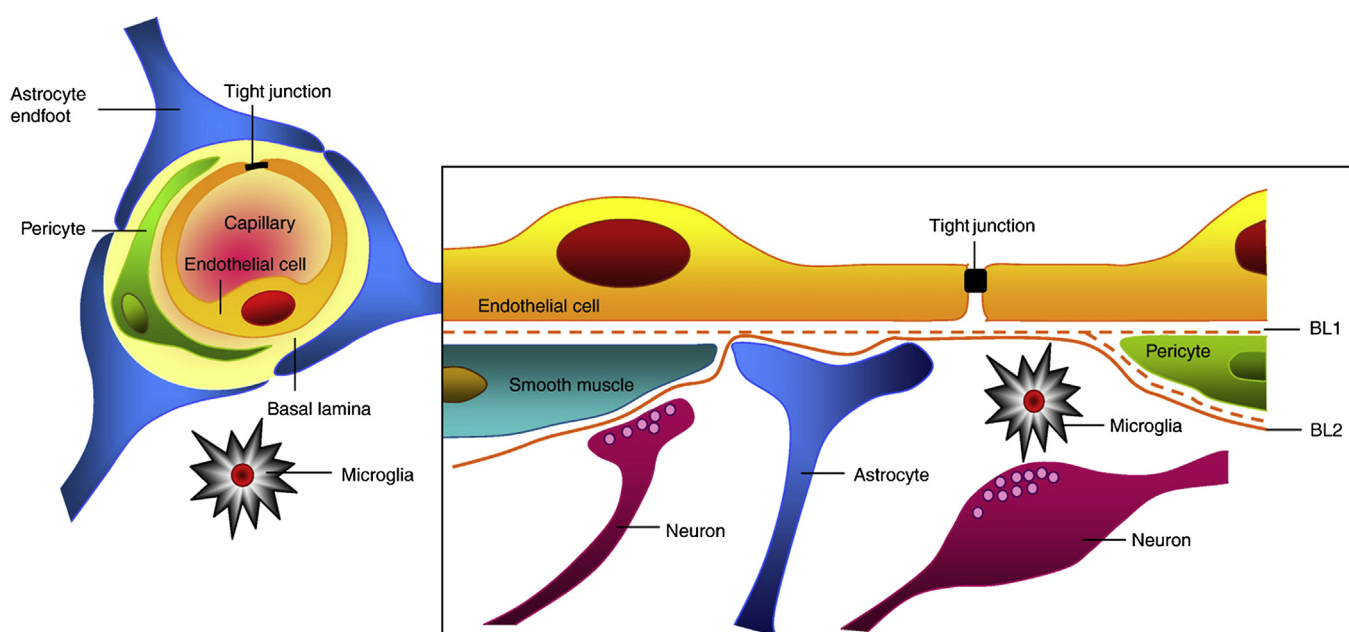 Astrocyte
endfoot
Tight junction
Pericyte
Capillary
Endothelial cell
Basal lamina
Microglia
Tight junction
Endothelial cell
BL1
Pericyte
Smooth muscle
Microglia
BL2
Astrocyte
Neuron
Neuron